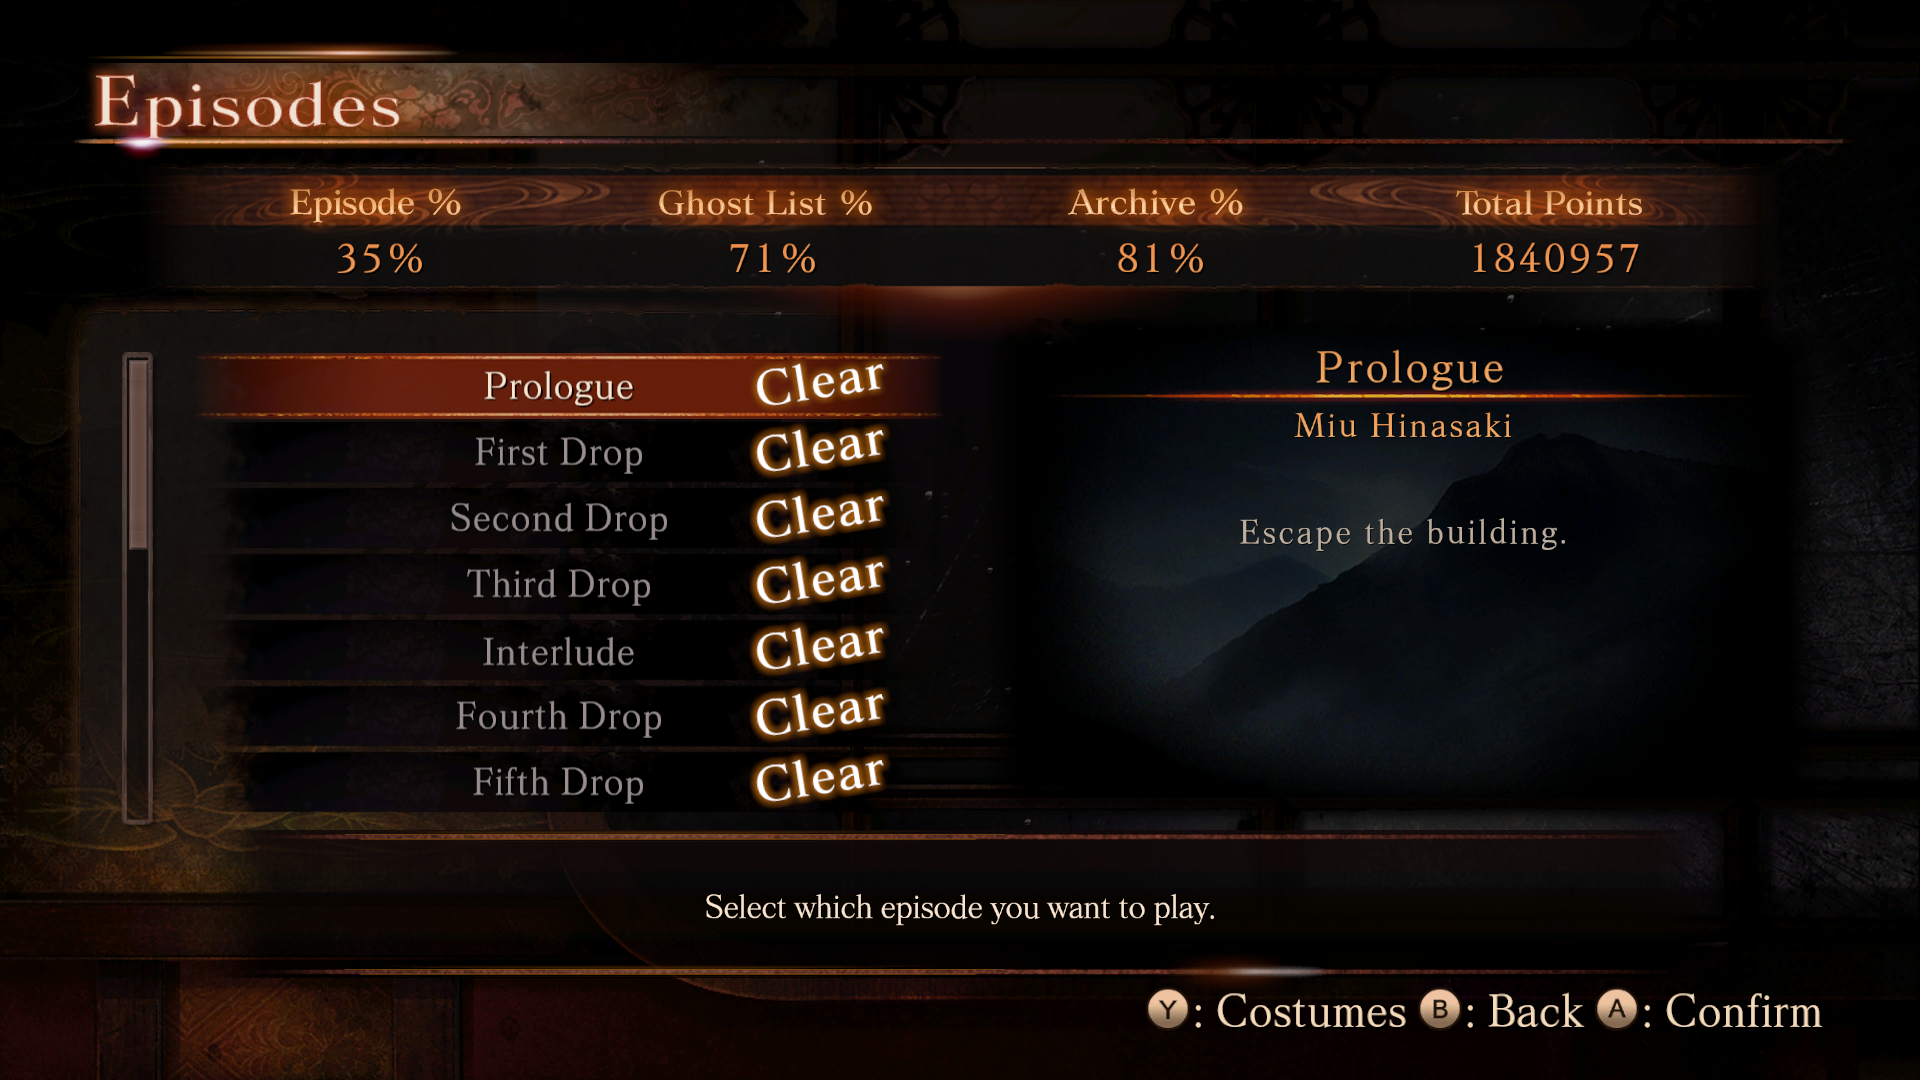 Episodes
Episode % Ghost List % Archive % Total Points
35% 71% 81% 1840957
Prologue Clear
First Drop Clear
Second Drop Clear
Third Drop Clear
Interlude Clear
Fourth Drop Clear
Fifth Drop Clear
Prologue
Miu Hinasaki
Escape the building.
Select which episode you want to play.
Y: Costumes B: Back A: Confirm